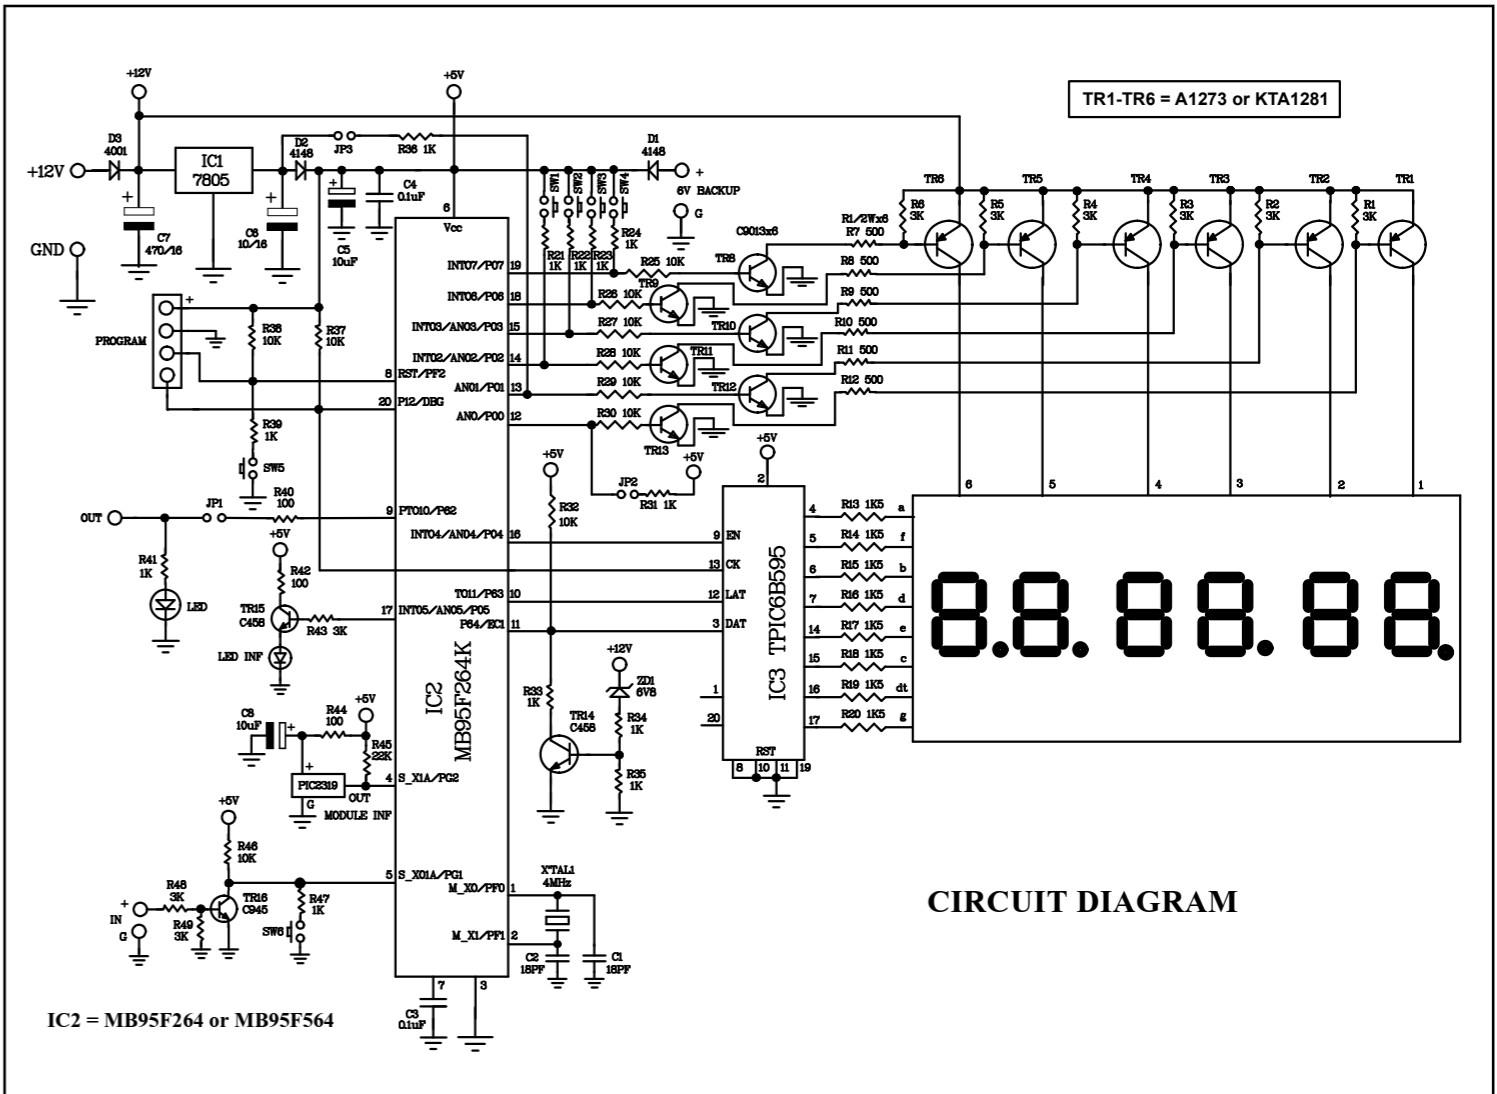 +12V
+5V
TR1-TR6 = A1273 or KTA1281
D3
4001
+12V
IC1
7805
D2
4148
JP3
R36 1K
D1
4148
+
6V BACKUP
G
+
C7
470/16
+
C6
10/16
+
C5
10uF
C4
0.1uF
GND
SW1
SW2
SW3
SW4
R21
1K
R22
1K
R23
1K
R24
1K
TR6
TR5
TR4
TR3
TR2
TR1
R6
3K
R5
3K
R4
3K
R3
3K
R2
3K
R1
3K
R1/2Wx6
R7 500
R8 500
R9 500
R10 500
R11 500
R12 500
C9013x6
TR8
TR9
TR10
TR11
TR12
TR13
R25 10K
R26 10K
R27 10K
R28 10K
R29 10K
R30 10K
6
Vcc
INT07/P07 19
INT06/P06 18
INT03/AN03/P03 15
INT02/AN02/P02 14
AN01/P01 13
AN0/P00 12
PROGRAM
+
R38
10K
R37
10K
8 RST/PF2
20 P12/DBG
R39
1K
SW5
+5V
R32
10K
JP2
R31 1K
+5V
+5V
2
OUT
JP1
R40
100
9 PTO10/P62
INT04/AN04/P04 16
R41
1K
LED
+5V
R42
100
TR15
C458
R43 3K
LED INF
17 INT05/AN05/P05
TO11/P63 10
P64/EC1 11
IC2
MB95F264K
9 EN
13 CK
12 LAT
3 DAT
IC3 TPIC6B595
1
20
RST
8 10 11 19
4 R13 1K5 a
5 R14 1K5 f
6 R15 1K5 b
7 R16 1K5 d
14 R17 1K5 e
15 R18 1K5 c
16 R19 1K5 dt
17 R20 1K5 g
6 5 4 3 2 1
8.8.88.88.
R33
1K
TR14
C458
+12V
ZD1
6V8
R34
1K
R35
1K
C8
10uF
+
R44
100
+5V
R45
22K
+
PIC2319
G
OUT
MODULE INF
4 S_X1A/PG2
+5V
R46
10K
R48
3K
R49
3K
TR16
C945
+
IN
G
R47
1K
SW6
5 S_X01A/PG1
M_X0/PF0 1
M_X1/PF1 2
X'TAL1
4MHz
C2
18PF
C1
18PF
7
3
C3
0.1uF
CIRCUIT DIAGRAM
IC2 = MB95F264 or MB95F564